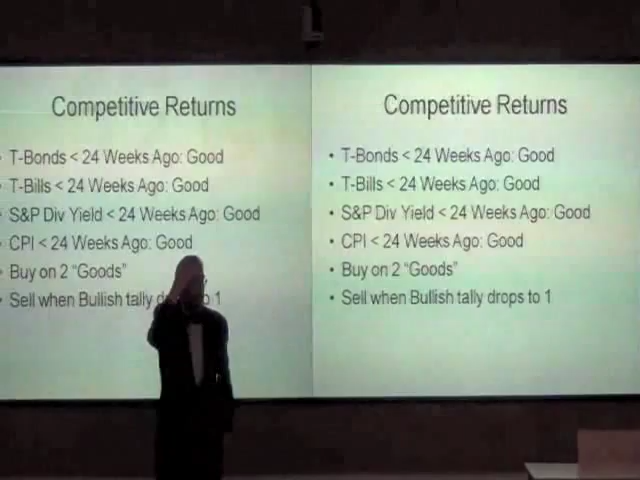 Competitive Returns
T-Bonds < 24 Weeks Ago: Good
T-Bills < 24 Weeks Ago: Good
S&P Div Yield < 24 Weeks Ago: Good
CPI < 24 Weeks Ago: Good
Buy on 2 “Goods”
Sell when Bullish tally to 1
Competitive Returns
• T-Bonds < 24 Weeks Ago: Good
• T-Bills < 24 Weeks Ago: Good
• S&P Div Yield < 24 Weeks Ago: Good
• CPI < 24 Weeks Ago: Good
• Buy on 2 “Goods”
• Sell when Bullish tally drops to 1